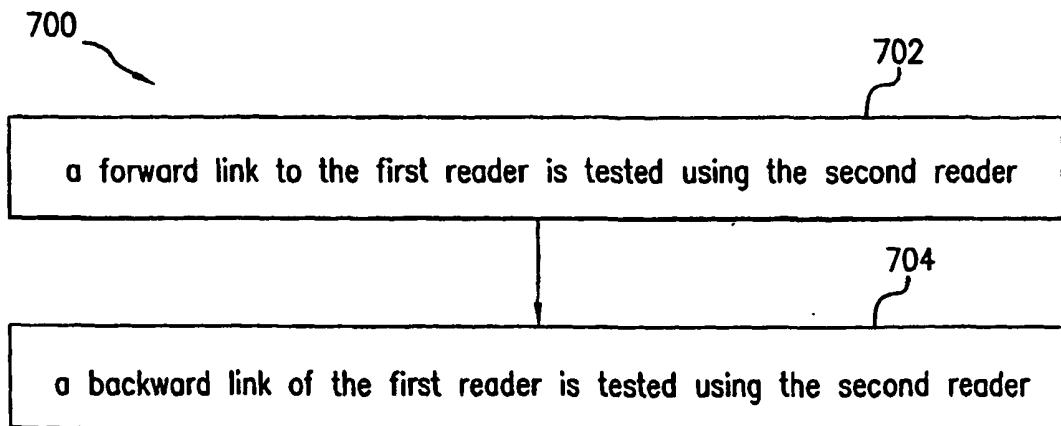 700
702
a forward link to the first reader is tested using the second reader
704
a backward link of the first reader is tested using the second reader